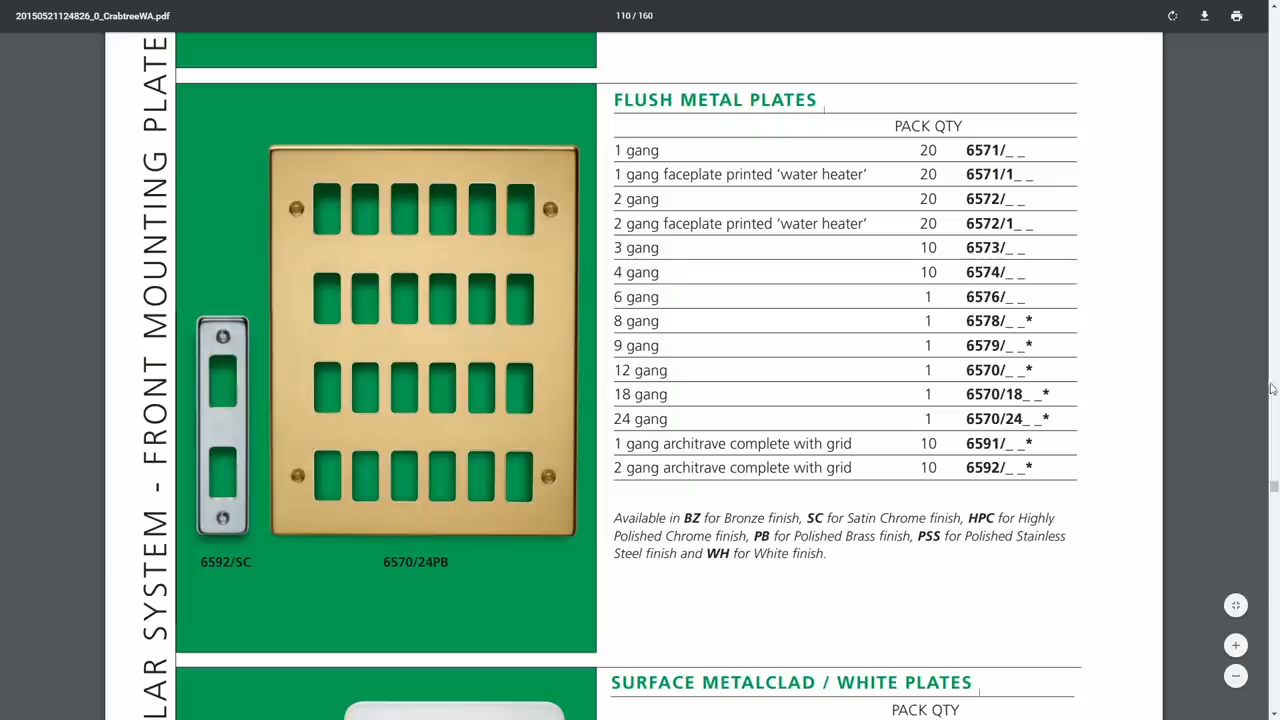 20150521124826_0_CrabtreeWA.pdf
110 / 160
LAR SYSTEM - FRONT MOUNTING PLATE
FLUSH METAL PLATES
PACK QTY
1 gang 20 6571/_ _
1 gang faceplate printed ‘water heater’ 20 6571/1_ _
2 gang 20 6572/_ _
2 gang faceplate printed ‘water heater’ 20 6572/1_ _
3 gang 10 6573/_ _
4 gang 10 6574/_ _
6 gang 1 6576/_ _
8 gang 1 6578/_ _*
9 gang 1 6579/_ _*
12 gang 1 6570/_ _*
18 gang 1 6570/18_ _*
24 gang 1 6570/24_ _*
1 gang architrave complete with grid 10 6591/_ _*
2 gang architrave complete with grid 10 6592/_ _*
Available in BZ for Bronze finish, SC for Satin Chrome finish, HPC for Highly
Polished Chrome finish, PB for Polished Brass finish, PSS for Polished Stainless
Steel finish and WH for White finish.
6592/SC
6570/24PB
SURFACE METALCLAD / WHITE PLATES
PACK QTY